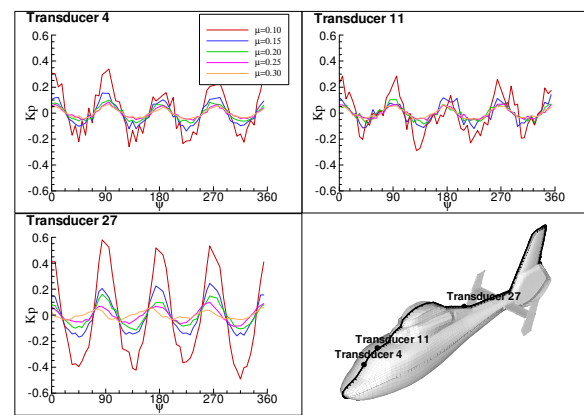 Transducer 4
Kp
0.6
0.4
0.2
0
-0.2
-0.4
-0.6
0 90 180 270 360
ψ
μ=0.10
μ=0.15
μ=0.20
μ=0.25
μ=0.30
Transducer 11
Kp
0.6
0.4
0.2
0
-0.2
-0.4
-0.6
0 90 180 270 360
ψ
Transducer 27
Kp
0.6
0.4
0.2
0
-0.2
-0.4
-0.6
0 90 180 270 360
ψ
Transducer 27
Transducer 11
Transducer 4